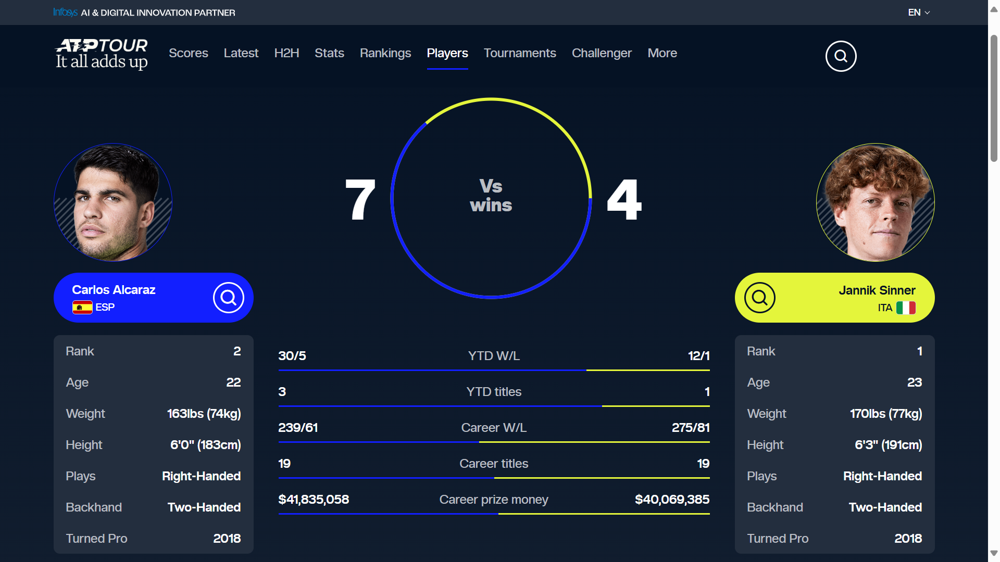 Infosys AI & DIGITAL INNOVATION PARTNER
EN
ATP TOUR
It all adds up
Scores Latest H2H Stats Rankings Players Tournaments Challenger More
7
Vs
wins
4
Carlos Alcaraz
ESP
Jannik Sinner
ITA
Rank 2
Age 22
Weight 163lbs (74kg)
Height 6'0" (183cm)
Plays Right-Handed
Backhand Two-Handed
Turned Pro 2018
30/5 YTD W/L 12/1
3 YTD titles 1
239/61 Career W/L 275/81
19 Career titles 19
$41,835,058 Career prize money $40,069,385
Rank 1
Age 23
Weight 170lbs (77kg)
Height 6'3" (191cm)
Plays Right-Handed
Backhand Two-Handed
Turned Pro 2018